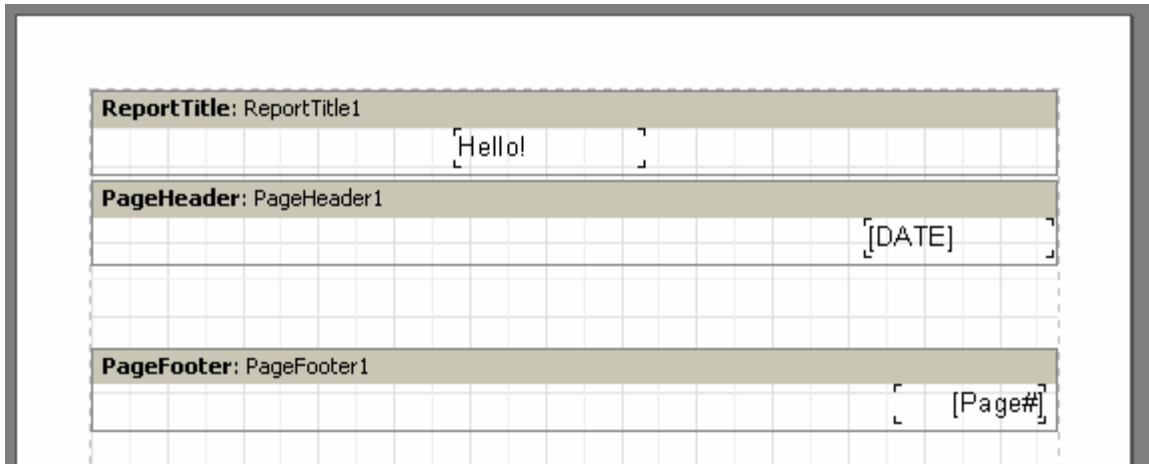 ReportTitle: ReportTitle1
Hello!
PageHeader: PageHeader1
[DATE]
PageFooter: PageFooter1
[Page#]